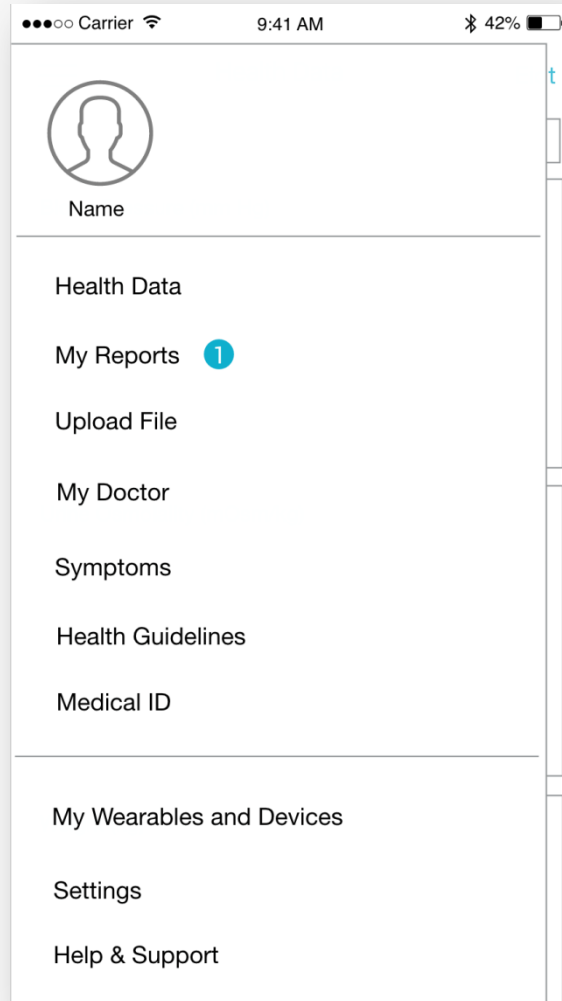 Carrier 9:41 AM 42%
t
Name
Health Data
My Reports 1
Upload File
My Doctor
Symptoms
Health Guidelines
Medical ID
My Wearables and Devices
Settings
Help & Support